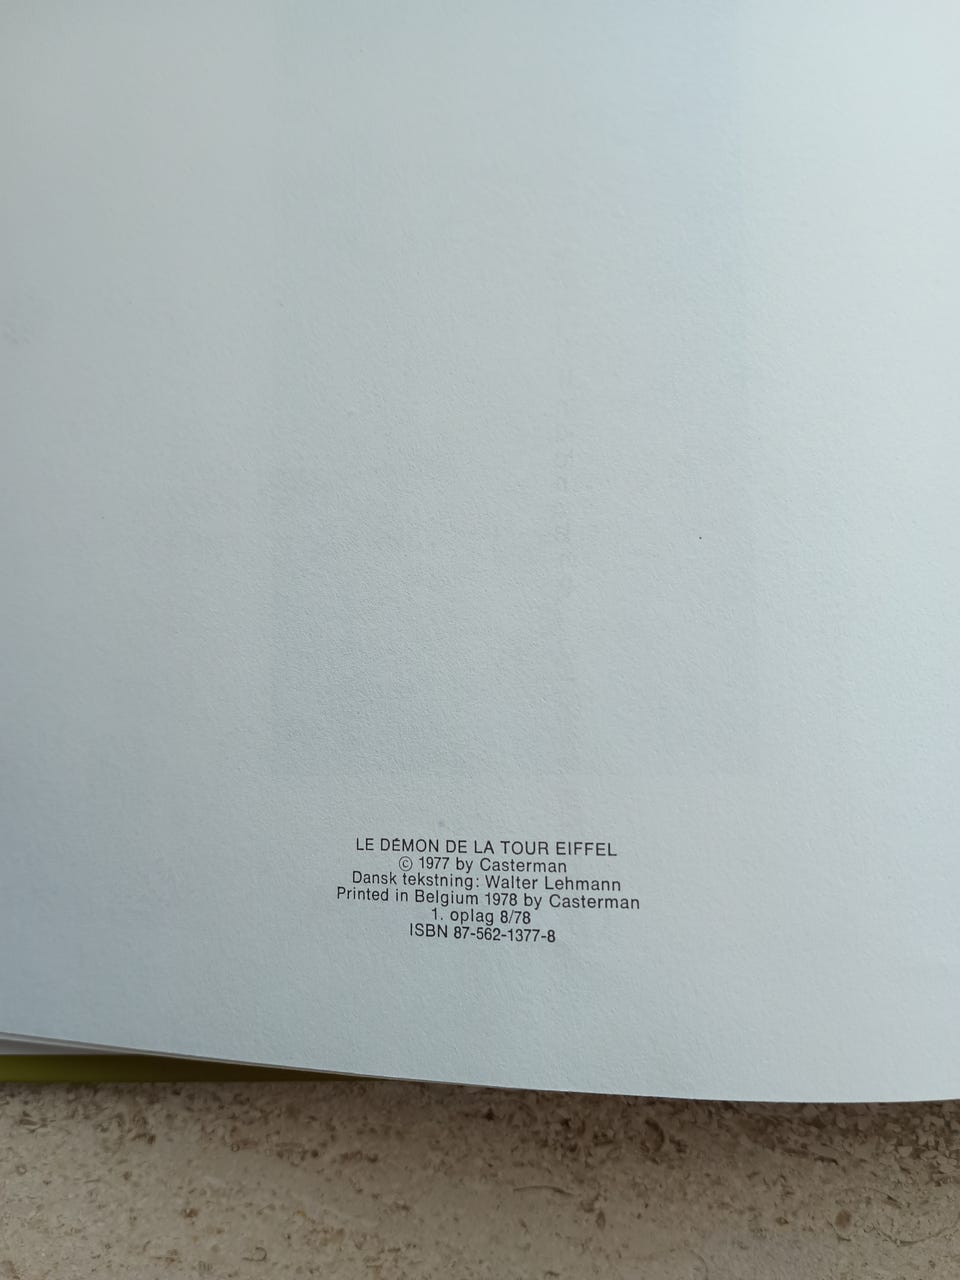 LE DÉMON DE LA TOUR EIFFEL
© 1977 by Casterman
Dansk tekstning: Walter Lehmann
Printed in Belgium 1978 by Casterman
1. oplag 8/78
ISBN 87-562-1377-8